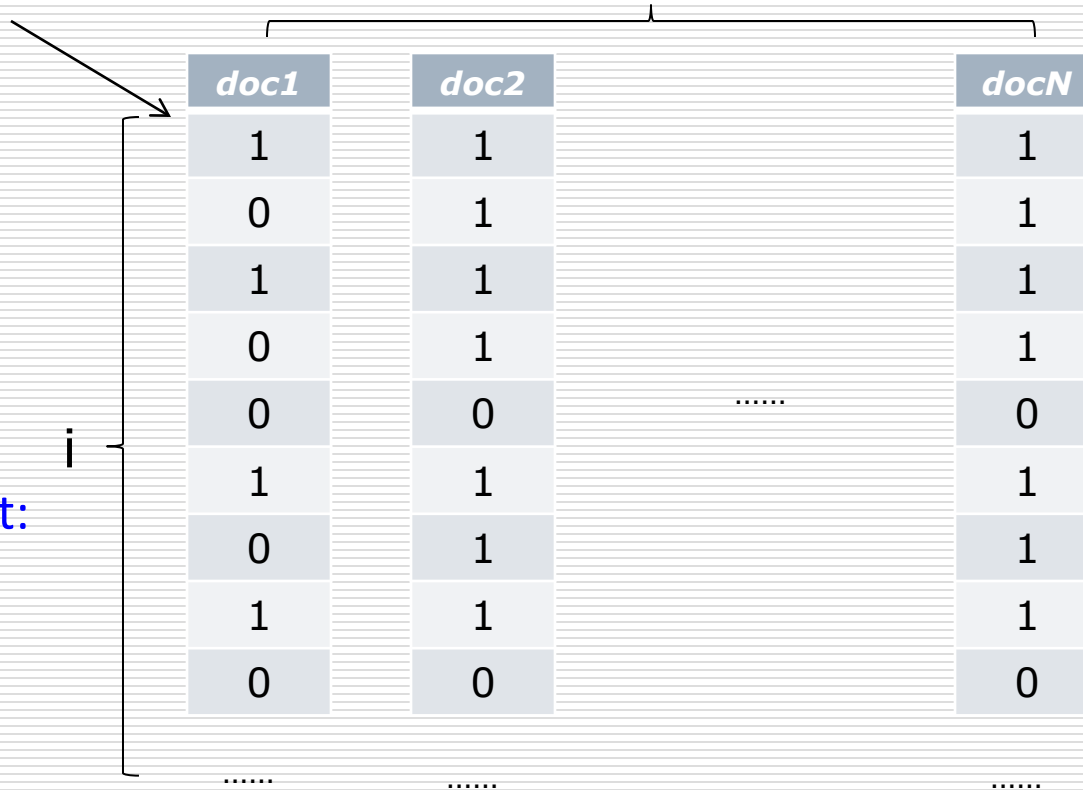 doc1 doc2 docN
1 1 1
0 1 1
1 1 1
0 1 1
0 0 ...... 0
i
1 1 1
t:
0 1 1
1 1 1
0 0 0
...... ...... ......